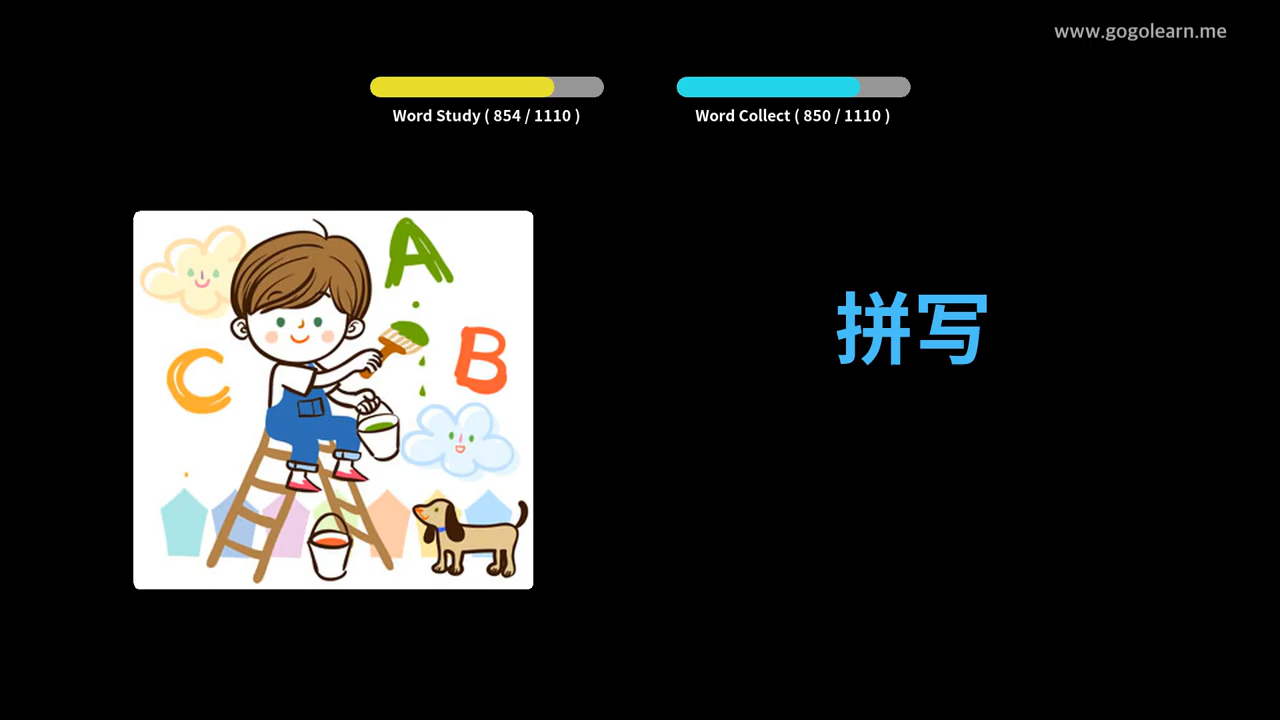 www.gogolearn.me
Word Study ( 854 / 1110 )
Word Collect ( 850 / 1110 )
A
B
C
拼写